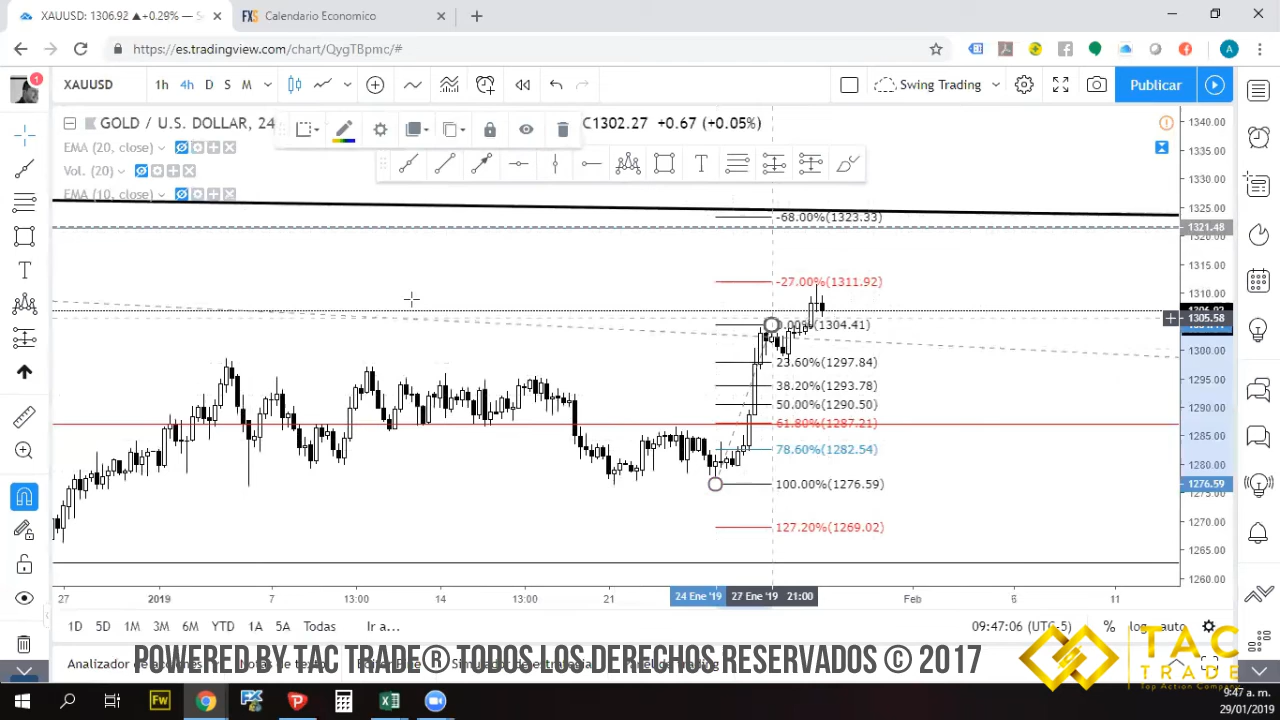 XAUUSD: 1306.92 ▲+0.29% —
Calendario Economico
https://es.tradingview.com/chart/QygTBpmc/#
XAUUSD
1h 4h D S M
Swing Trading
Publicar
GOLD / U.S. DOLLAR, 24
C1302.27 +0.67 (+0.05%)
EMA (20, close)
Vol. (20)
EMA (10, close)
-68.00%(1323.33)
-27.00%(1311.92)
0.00%(1304.41)
23.60%(1297.84)
38.20%(1293.78)
50.00%(1290.50)
61.80%(1287.21)
78.60%(1282.54)
100.00%(1276.59)
127.20%(1269.02)
1340.00
1335.00
1330.00
1325.00
1321.48
1320.00
1315.00
1310.00
1305.58
1300.00
1295.00
1290.00
1285.00
1280.00
1276.59
1275.00
1270.00
1265.00
1260.00
27 2019 7 13:00 14 13:00 21 24 Ene '19 27 Ene '19 21:00 Feb 6 11
1D 5D 1M 3M 6M YTD 1A 5A Todas Ir a...
09:47:06 (UTC-5) % log auto
POWERED BY TAC TRADE® TODOS LOS DERECHOS RESERVADOS © 2017
TAC
TRADE
Top Action Company
9:47 a. m.
29/01/2019